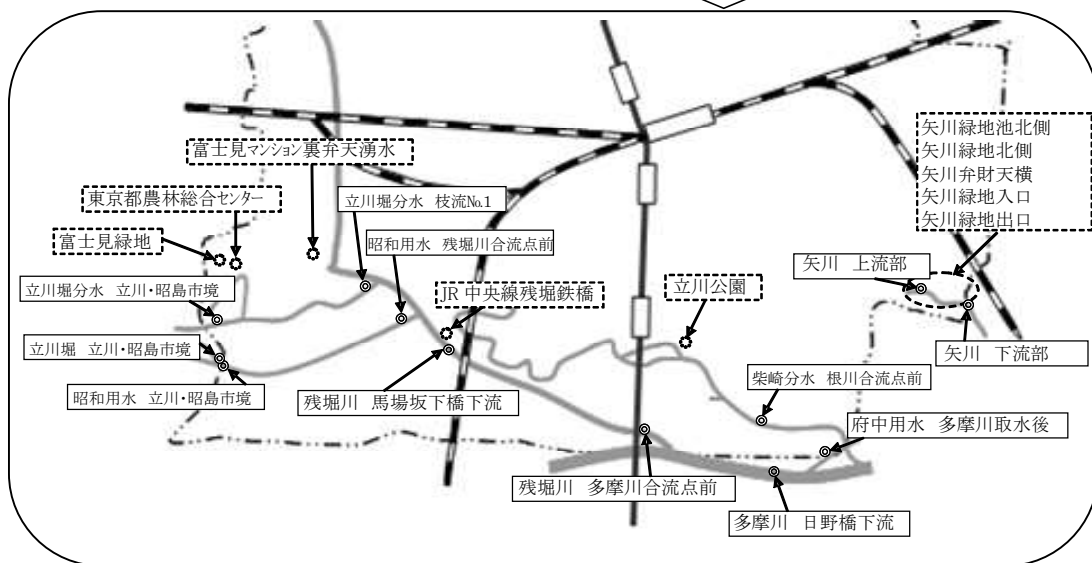 矢川緑地池北側
矢川緑地北側
矢川弁財天横
矢川緑地入口
矢川緑地出口
富士見マンション裏弁天湧水
東京都農林総合センター
立川堀分水 枝流№1
富士見緑地
昭和用水 残堀川合流点前
矢川 上流部
立川堀分水 立川・昭島市境
JR中央線残堀鉄橋
立川公園
立川堀 立川・昭島市境
矢川 下流部
昭和用水 立川・昭島市境
残堀川 馬場坂下橋下流
柴崎分水 根川合流点前
府中用水 多摩川取水後
残堀川 多摩川合流点前
多摩川 日野橋下流